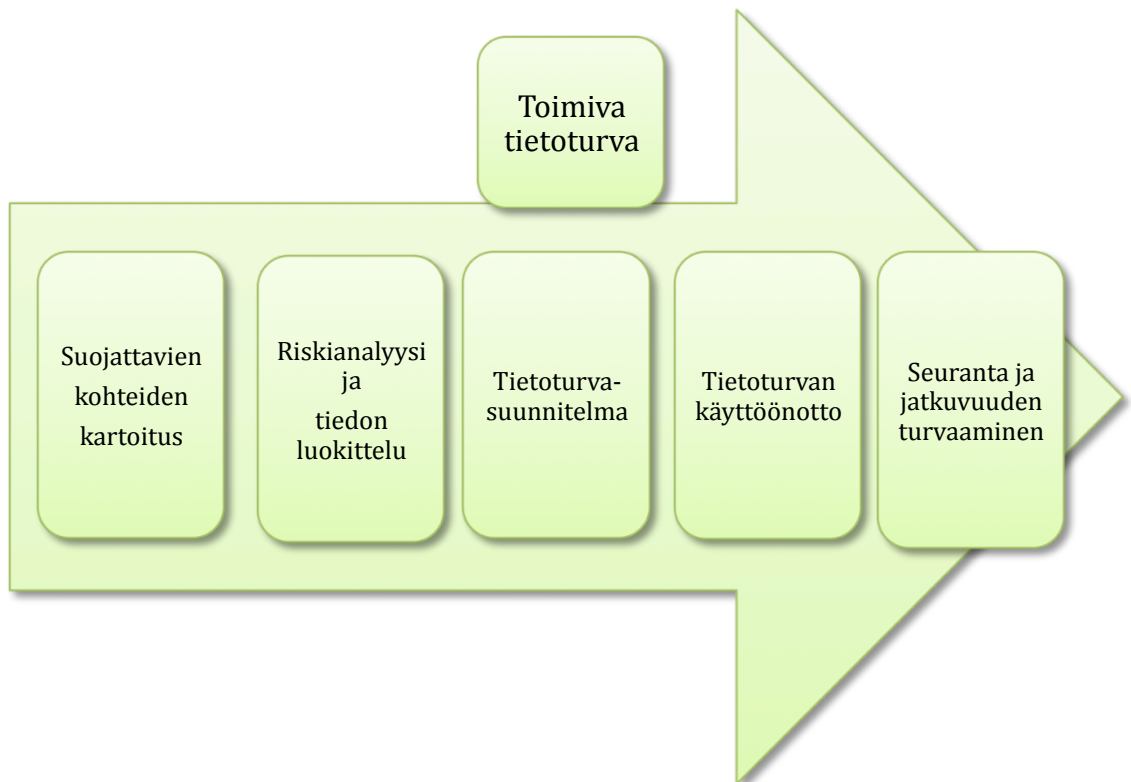 Toimiva
tietoturva
Suojattavien
kohteiden
kartoitus
Riskianalyysi
ja
tiedon
luokittelu
Tietoturva-
suunnitelma
Tietoturvan
käyttöönotto
Seuranta ja
jatkuvuuden
turvaaminen